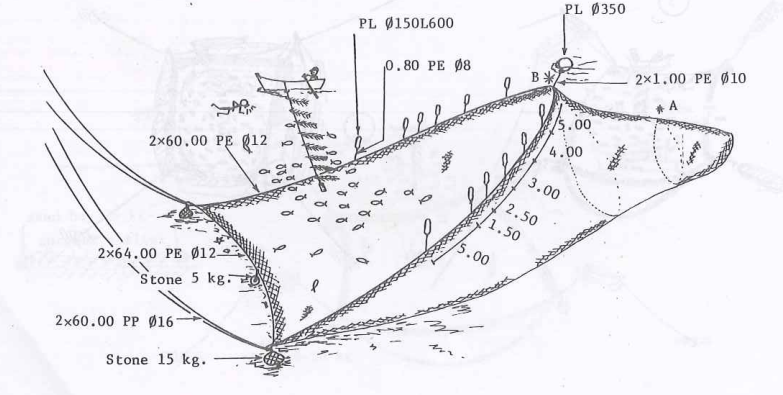 PL Ø350
PL Ø150L600
0.80 PE Ø8
B
2×1.00 PE Ø10
A
5.00
4.00
2×60.00 PE Ø12
3.00
2.50
1.50
5.00
2×64.00 PE Ø12
Stone 5 kg.
2×60.00 PP Ø16
Stone 15 kg.